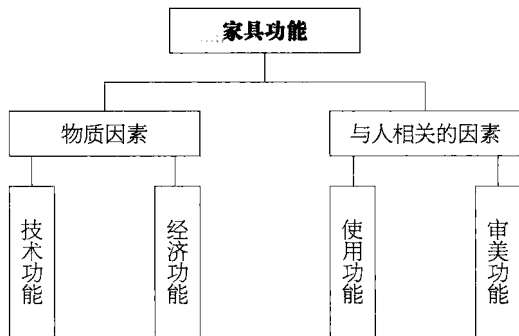 家具功能
物质因素
与人相关的因素
技术功能
经济功能
使用功能
审美功能